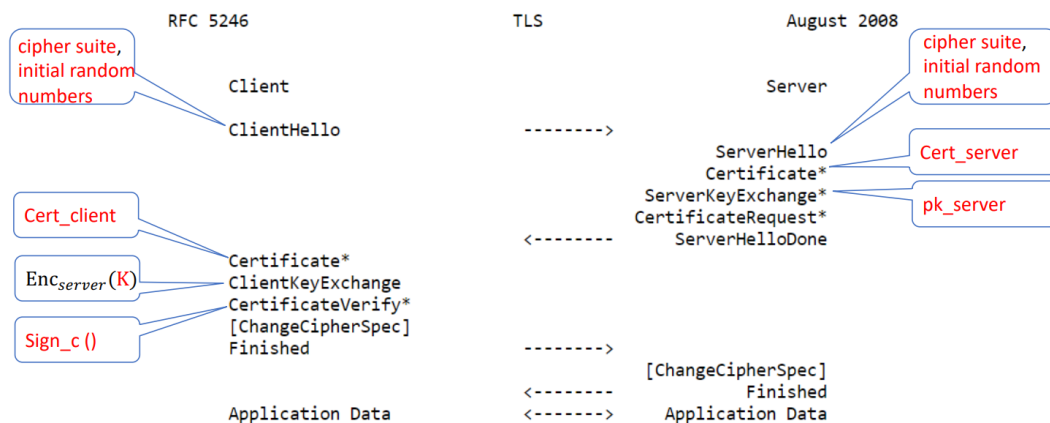 RFC 5246 TLS August 2008
cipher suite,
initial random
numbers
cipher suite,
initial random
numbers
Client Server
ClientHello -------->
ServerHello
Certificate*
Cert_server
ServerKeyExchange*
pk_server
CertificateRequest*
<-------- ServerHelloDone
Cert_client
Certificate*
Enc_server(K)
ClientKeyExchange
CertificateVerify*
Sign_c ()
[ChangeCipherSpec]
Finished -------->
[ChangeCipherSpec]
<-------- Finished
Application Data <-------> Application Data